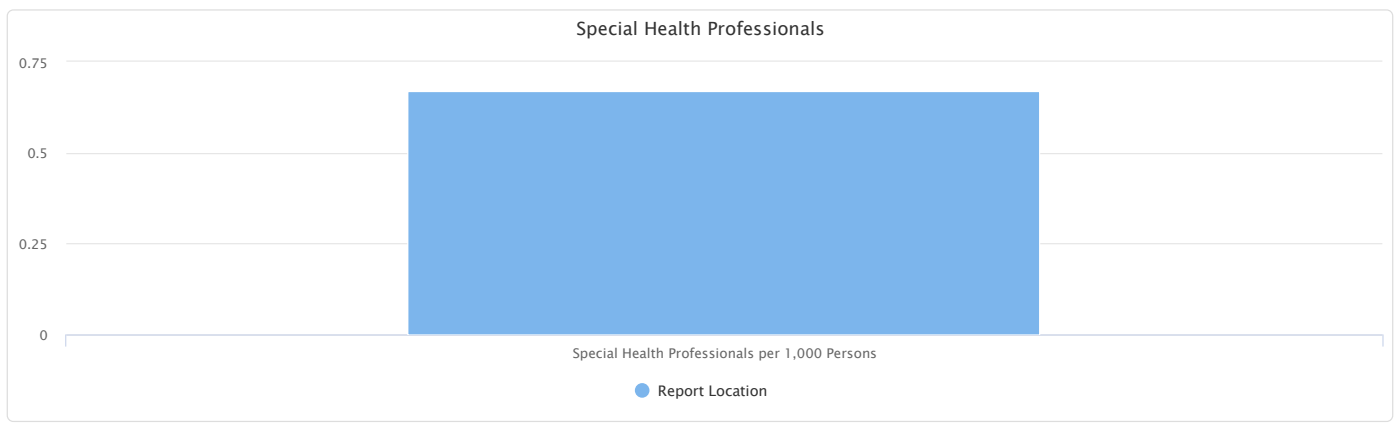 Special Health Professionals
0.75
0.5
0.25
0
Special Health Professionals per 1,000 Persons
Report Location